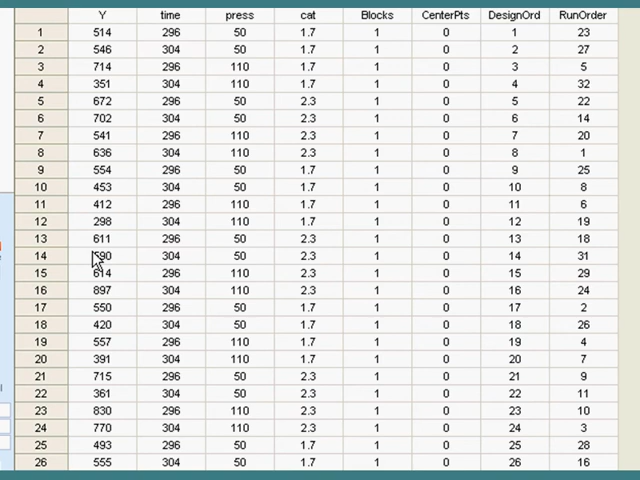 Y time press cat Blocks CenterPts DesignOrd RunOrder
1 514 296 50 1.7 1 0 1 23
2 546 304 50 1.7 1 0 2 27
3 714 296 110 1.7 1 0 3 5
4 351 304 110 1.7 1 0 4 32
5 672 296 50 2.3 1 0 5 22
6 702 304 50 2.3 1 0 6 14
7 541 296 110 2.3 1 0 7 20
8 636 304 110 2.3 1 0 8 1
9 554 296 50 1.7 1 0 9 25
10 453 304 50 1.7 1 0 10 8
11 412 296 110 1.7 1 0 11 6
12 298 304 110 1.7 1 0 12 19
13 611 296 50 2.3 1 0 13 18
14 304 50 2.3 1 0 14 31
15 614 296 110 2.3 1 0 15 29
16 897 304 110 2.3 1 0 16 24
17 550 296 50 1.7 1 0 17 2
18 420 304 50 1.7 1 0 18 26
19 557 296 110 1.7 1 0 19 4
20 391 304 110 1.7 1 0 20 7
21 715 296 50 2.3 1 0 21 9
22 361 304 50 2.3 1 0 22 11
23 830 296 110 2.3 1 0 23 10
24 770 304 110 2.3 1 0 24 3
25 493 296 50 1.7 1 0 25 28
26 555 304 50 1.7 1 0 26 16